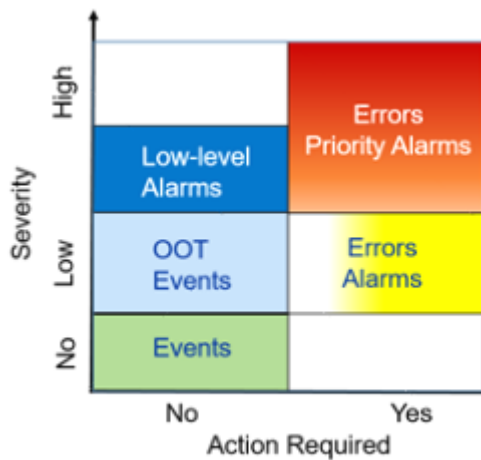 Severity
High
Low
No
Errors
Priority Alarms
Low-level
Alarms
OOT
Events
Errors
Alarms
Events
No
Yes
Action Required